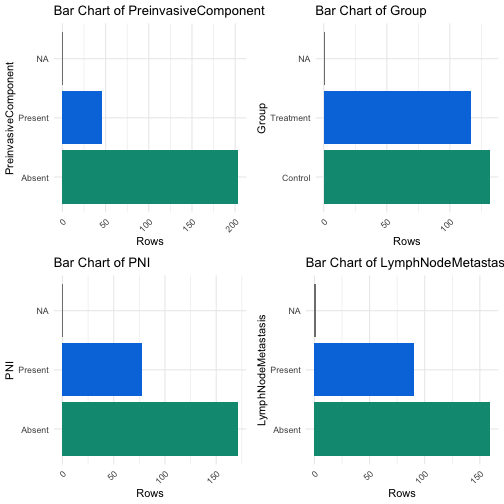 Bar Chart of PreinvasiveComponent
PreinvasiveComponent
NA
Present
Absent
0
50
100
150
200
Rows
Bar Chart of Group
Group
NA
Treatment
Control
0
100
Rows
Bar Chart of PNI
PNI
NA
Present
Absent
0
50
100
150
Rows
Bar Chart of LymphNodeMetastas
LymphNodeMetastasis
NA
Present
Absent
0
50
100
150
Rows